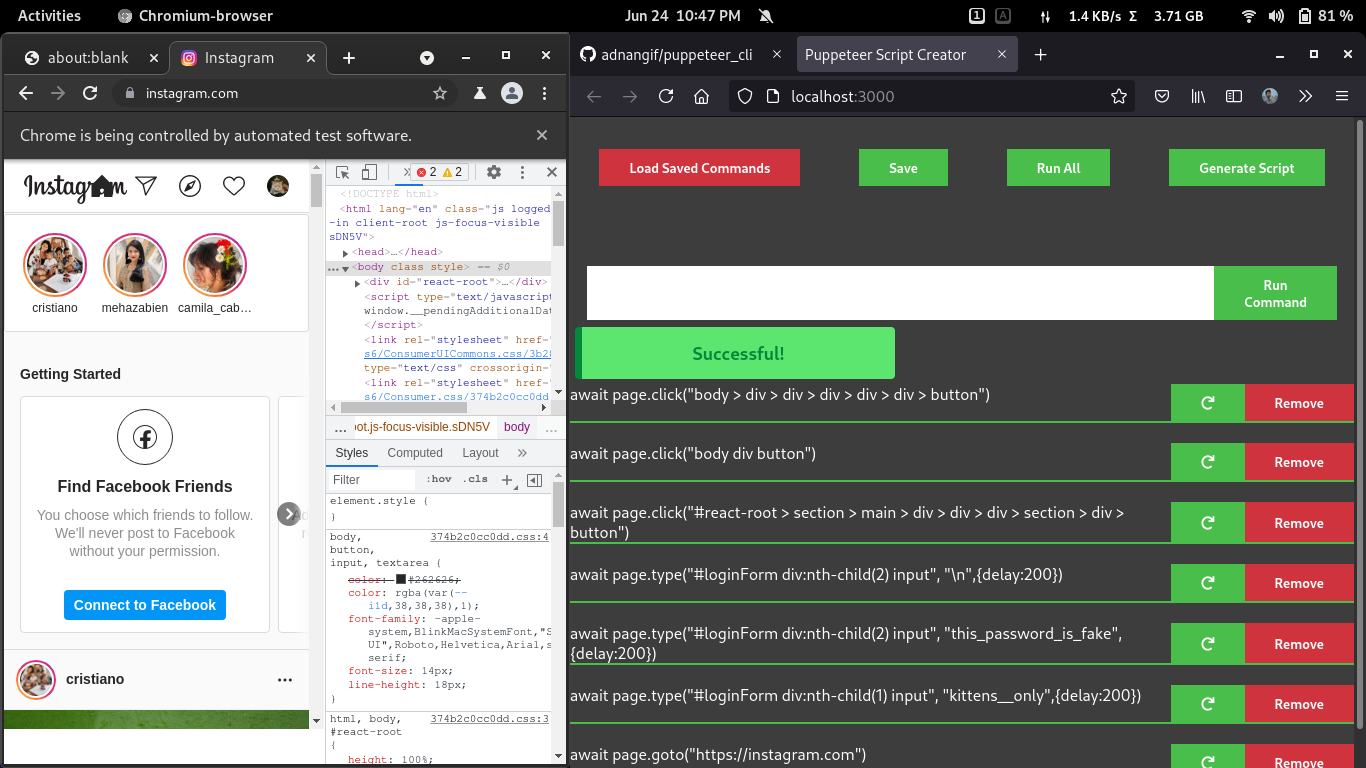 Activities
Chromium-browser
Jun 24 10:47 PM
1
A
1.4 KB/s Σ 3.71 GB
81 %
about:blank
Instagram
instagram.com
Chrome is being controlled by automated test software.
Instagram
cristiano
mehazabien
camila_cab…
Getting Started
Find Facebook Friends
You choose which friends to follow.
We'll never post to Facebook
without your permission.
Connect to Facebook
cristiano
2
2
<!DOCTYPE html>
<html lang="en" class="js logged
-in client-root js-focus-visible
sDN5V">
<head>…</head>
<body class style> == $0
<div id="react-root">…</div>
<script type="text/javascript
window.__pendingAdditionalDat
</script>
<link rel="stylesheet" href="
s6/ConsumerUICommons.css/3b28
type="text/css" crossorigin="
<link rel="stylesheet" href="
s6/Consumer.css/374b2c0cc0dd
…
ot.js-focus-visible.sDN5V
body
…
Styles
Computed
Layout
Filter
:hov
.cls
element.style {
}
body,
374b2c0cc0dd.css:4
button,
input, textarea {
color: #262626;
color: rgba(var(--
i1d,38,38,38),1);
font-family: -apple-
system,BlinkMacSystemFont,"S
UI",Roboto,Helvetica,Arial,s
serif;
font-size: 14px;
line-height: 18px;
}
html, body,
374b2c0cc0dd.css:3
#react-root
{
height: 100%;
adnangif/puppeteer_cli
Puppeteer Script Creator
localhost:3000
Load Saved Commands
Save
Run All
Generate Script
Run
Command
Successful!
await page.click("body > div > div > div > div > div > button")
Remove
await page.click("body div button")
Remove
await page.click("#react-root > section > main > div > div > div > section > div >
button")
Remove
await page.type("#loginForm div:nth-child(2) input", "\n",{delay:200})
Remove
await page.type("#loginForm div:nth-child(2) input", "this_password_is_fake",
{delay:200})
Remove
await page.type("#loginForm div:nth-child(1) input", "kittens__only",{delay:200})
Remove
await page.goto("https://instagram.com")
Remove